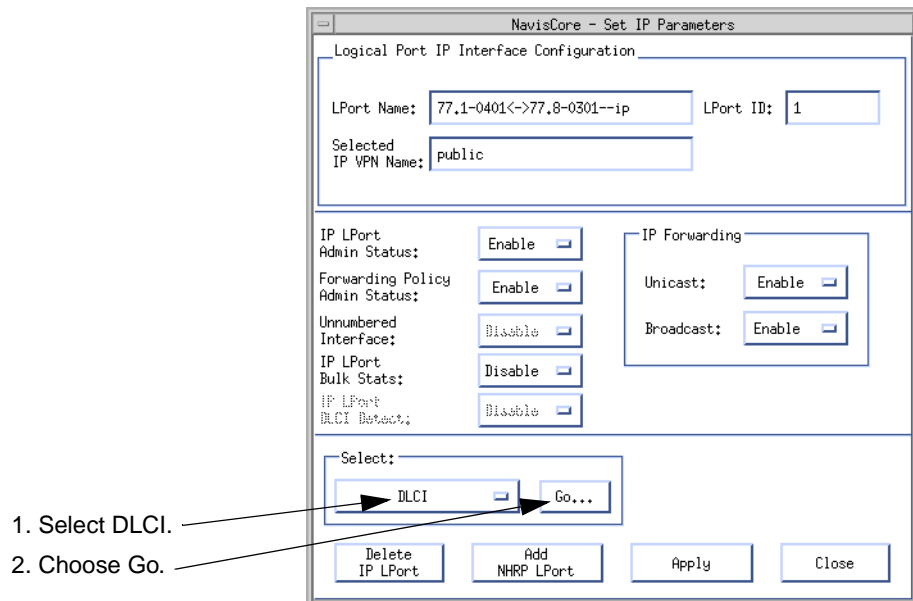 NavisCore - Set IP Parameters
Logical Port IP Interface Configuration
LPort Name: 77.1-0401<->77.8-0301--ip LPort ID: 1
Selected
IP VPN Name: public
IP LPort
Admin Status: Enable
IP Forwarding
Forwarding Policy
Admin Status: Enable
Unicast: Enable
Unnumbered
Interface: Disable
Broadcast: Enable
IP LPort
Bulk Stats: Disable
IP LPort
DLCI Detect: Disable
Select:
DLCI Go...
1. Select DLCI.
2. Choose Go.
Delete
IP LPort
Add
NHRP LPort
Apply
Close